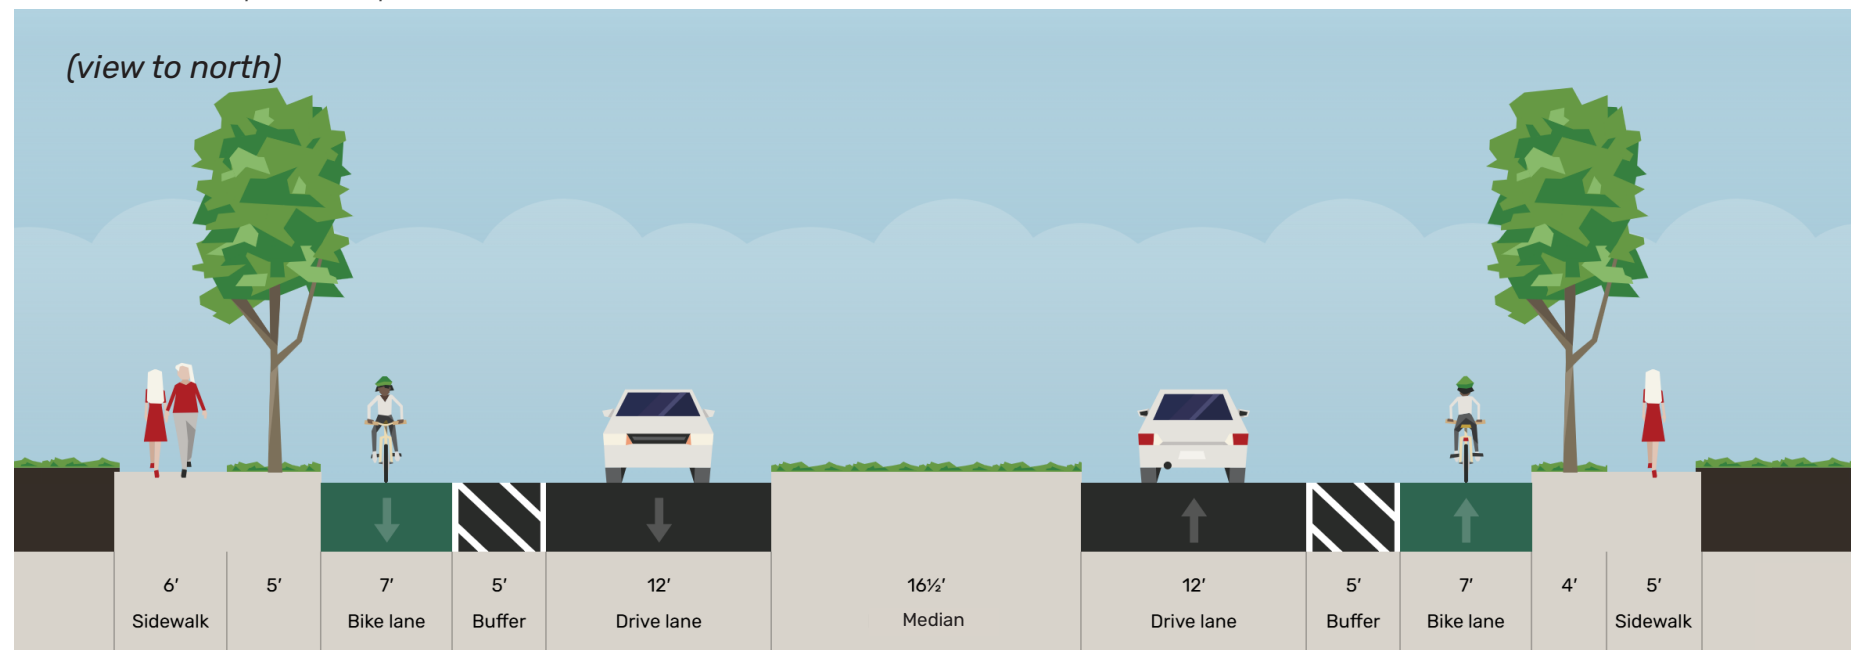 (view to north)
6′ 5′ 7′ 5′ 12′ 16½′ 12′ 5′ 7′ 4′ 5′
Sidewalk Bike lane Buffer Drive lane Median Drive lane Buffer Bike lane Sidewalk